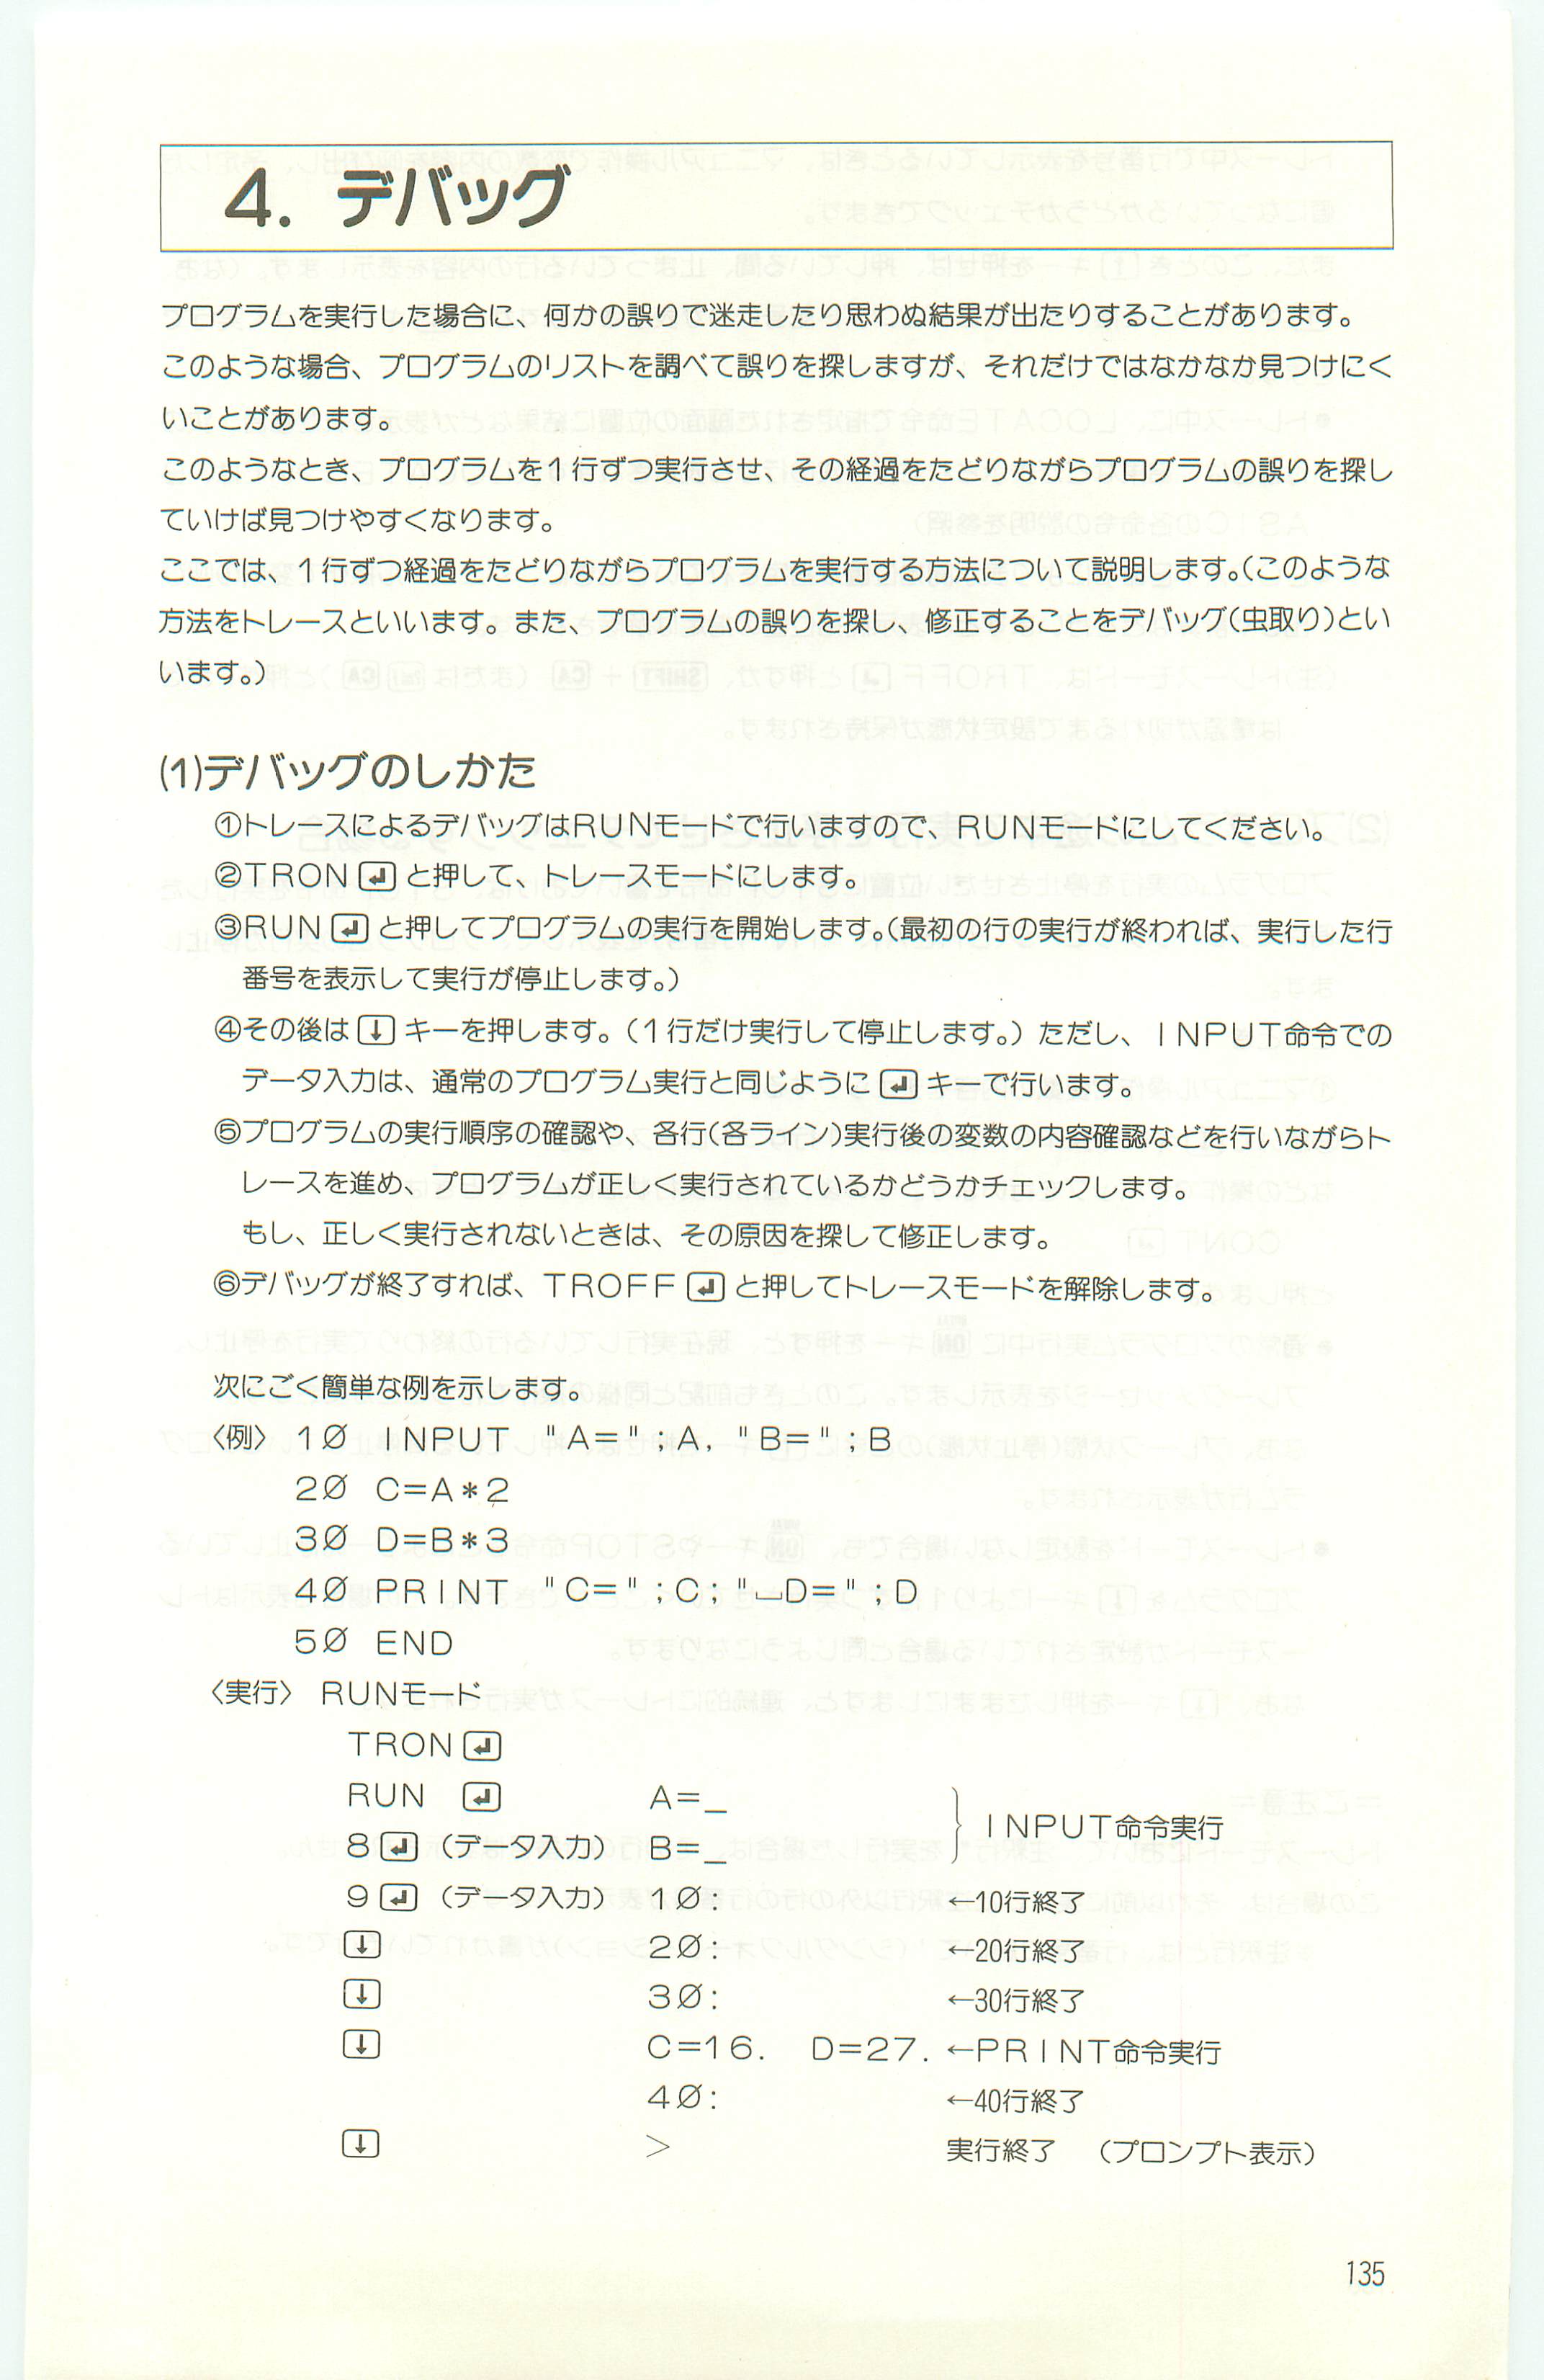 4. デバッグ
プログラムを実行した場合に、何かの誤りで迷走したり思わぬ結果が出たりすることがあります。
このような場合、プログラムのリストを調べて誤りを探しますが、それだけではなかなか見つけにく
いことがあります。
このようなとき、プログラムを1行ずつ実行させ、その経過をたどりながらプログラムの誤りを探し
ていけば見つけやすくなります。
ここでは、1行ずつ経過をたどりながらプログラムを実行する方法について説明します。(このような
方法をトレースといいます。また、プログラムの誤りを探し、修正することをデバッグ(虫取り)とい
います。)
(1)デバッグのしかた
①トレースによるデバッグはRUNモードで行いますので、RUNモードにしてください。
②TRON ↵ と押して、トレースモードにします。
③RUN ↵ と押してプログラムの実行を開始します。(最初の行の実行が終われば、実行した行
番号を表示して実行が停止します。)
④その後は ↓ キーを押します。(1行だけ実行して停止します。) ただし、INPUT命令での
データ入力は、通常のプログラム実行と同じように ↵ キーで行います。
⑤プログラムの実行順序の確認や、各行(各ライン)実行後の変数の内容確認などを行いながらト
レースを進め、プログラムが正しく実行されているかどうかチェックします。
もし、正しく実行されないときは、その原因を探して修正します。
⑥デバッグが終了すれば、TROFF ↵ と押してトレースモードを解除します。
次にごく簡単な例を示します。
〈例〉 1Ø INPUT "A=";A, "B=";B
2Ø C=A*2
3Ø D=B*3
4Ø PRINT "C=";C;"⎵D=";D
5Ø END
〈実行〉 RUNモード
TRON ↵
RUN ↵ A=_
8 ↵ (データ入力) B=_ } INPUT命令実行
9 ↵ (データ入力) 1Ø: ←10行終了
↓ 2Ø: ←20行終了
↓ 3Ø: ←30行終了
↓ C=16. D=27. ←PRINT命令実行
4Ø: ←40行終了
↓ > 実行終了 (プロンプト表示)
135